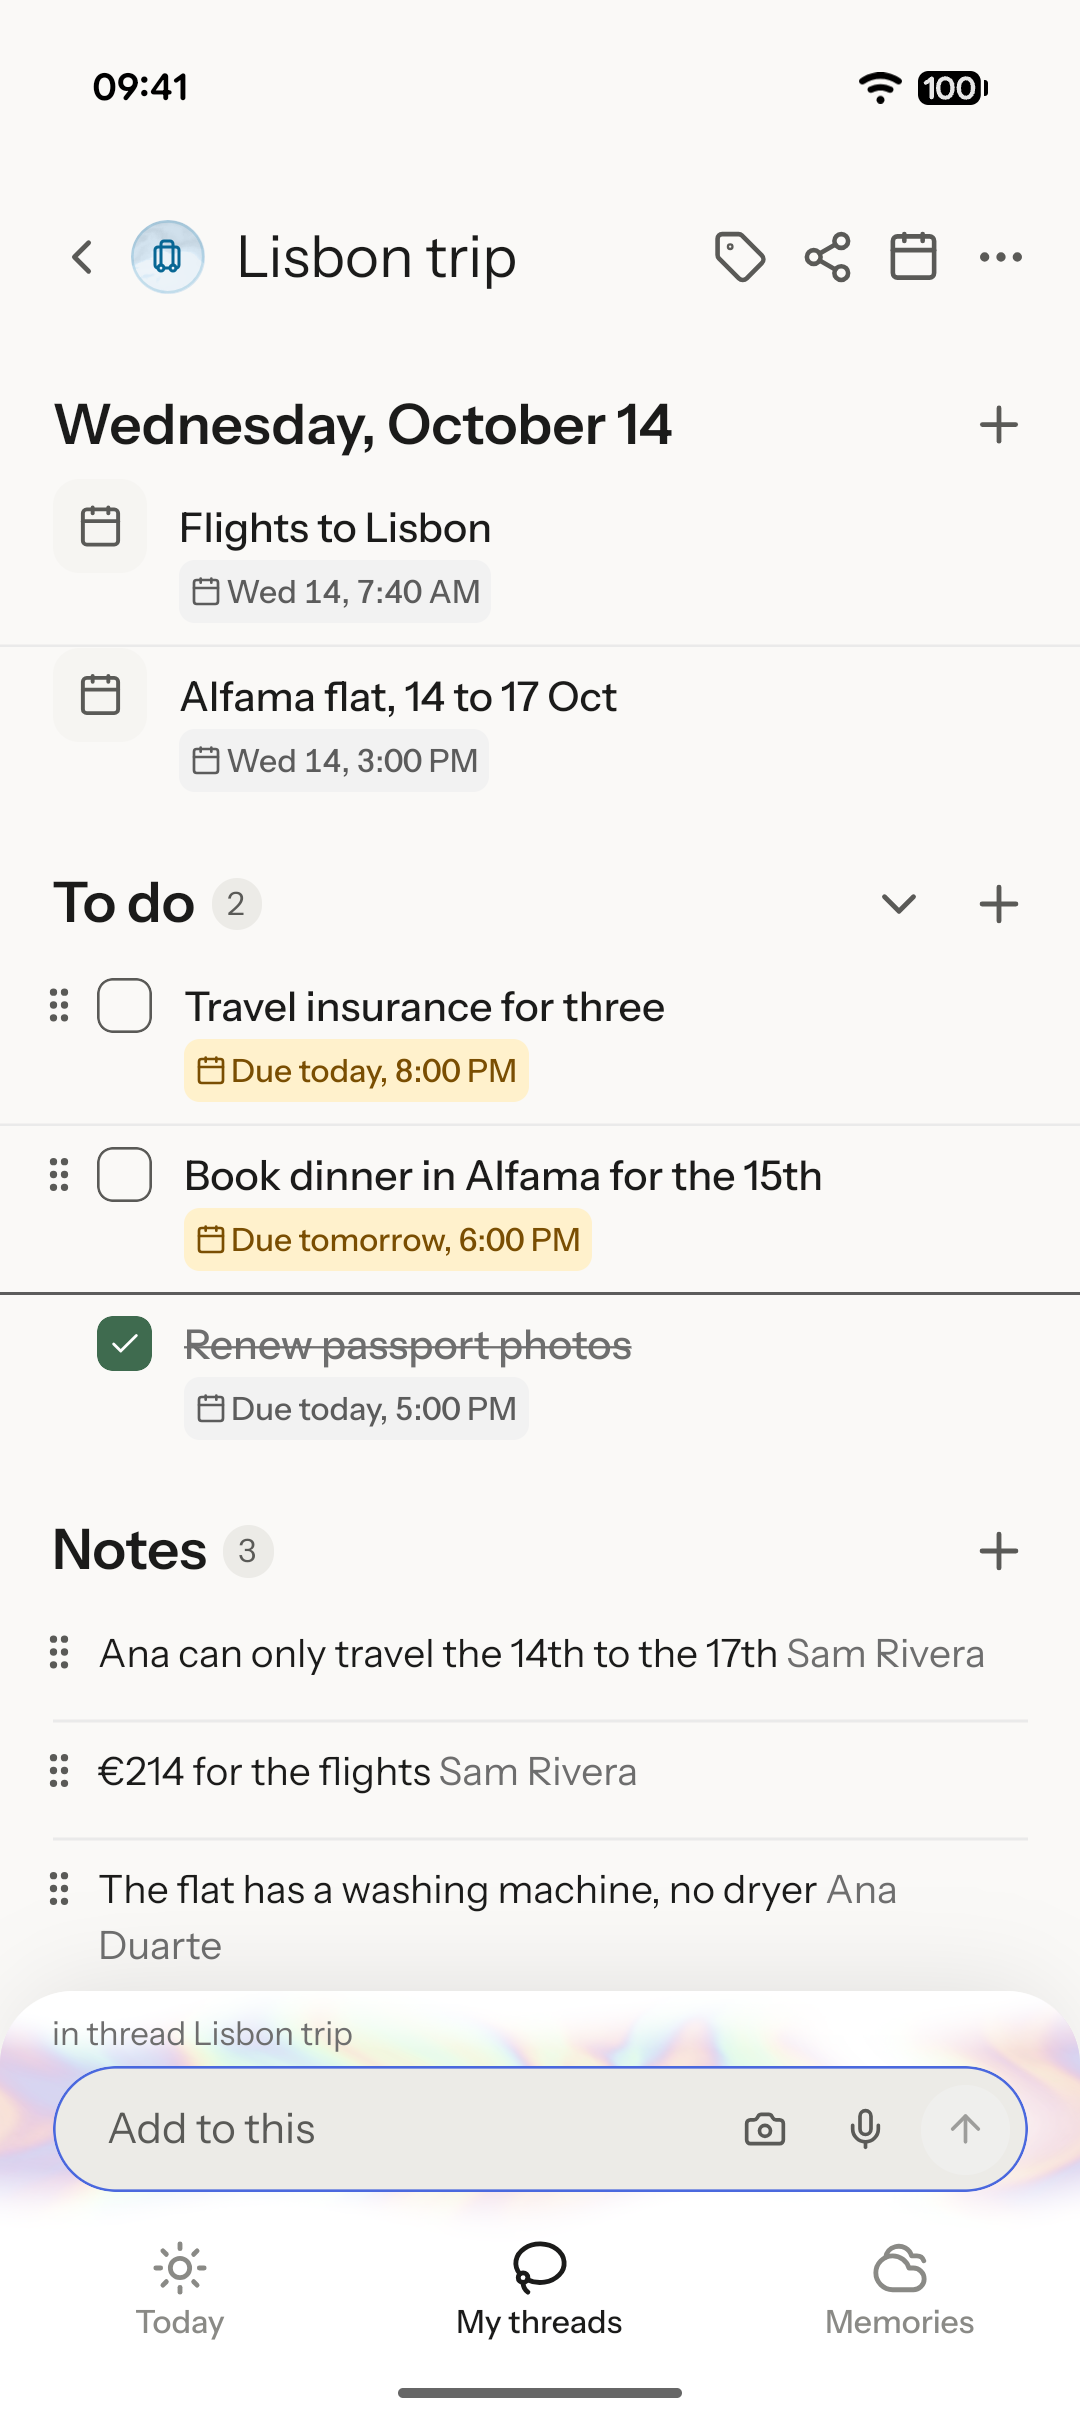 09:41
100
Lisbon trip
Wednesday, October 14
Flights to Lisbon
Wed 14, 7:40 AM
Alfama flat, 14 to 17 Oct
Wed 14, 3:00 PM
To do 2
Travel insurance for three
Due today, 8:00 PM
Book dinner in Alfama for the 15th
Due tomorrow, 6:00 PM
Renew passport photos
Due today, 5:00 PM
Notes 3
Ana can only travel the 14th to the 17th Sam Rivera
€214 for the flights Sam Rivera
The flat has a washing machine, no dryer Ana
Duarte
in thread Lisbon trip
Add to this
Today
My threads
Memories